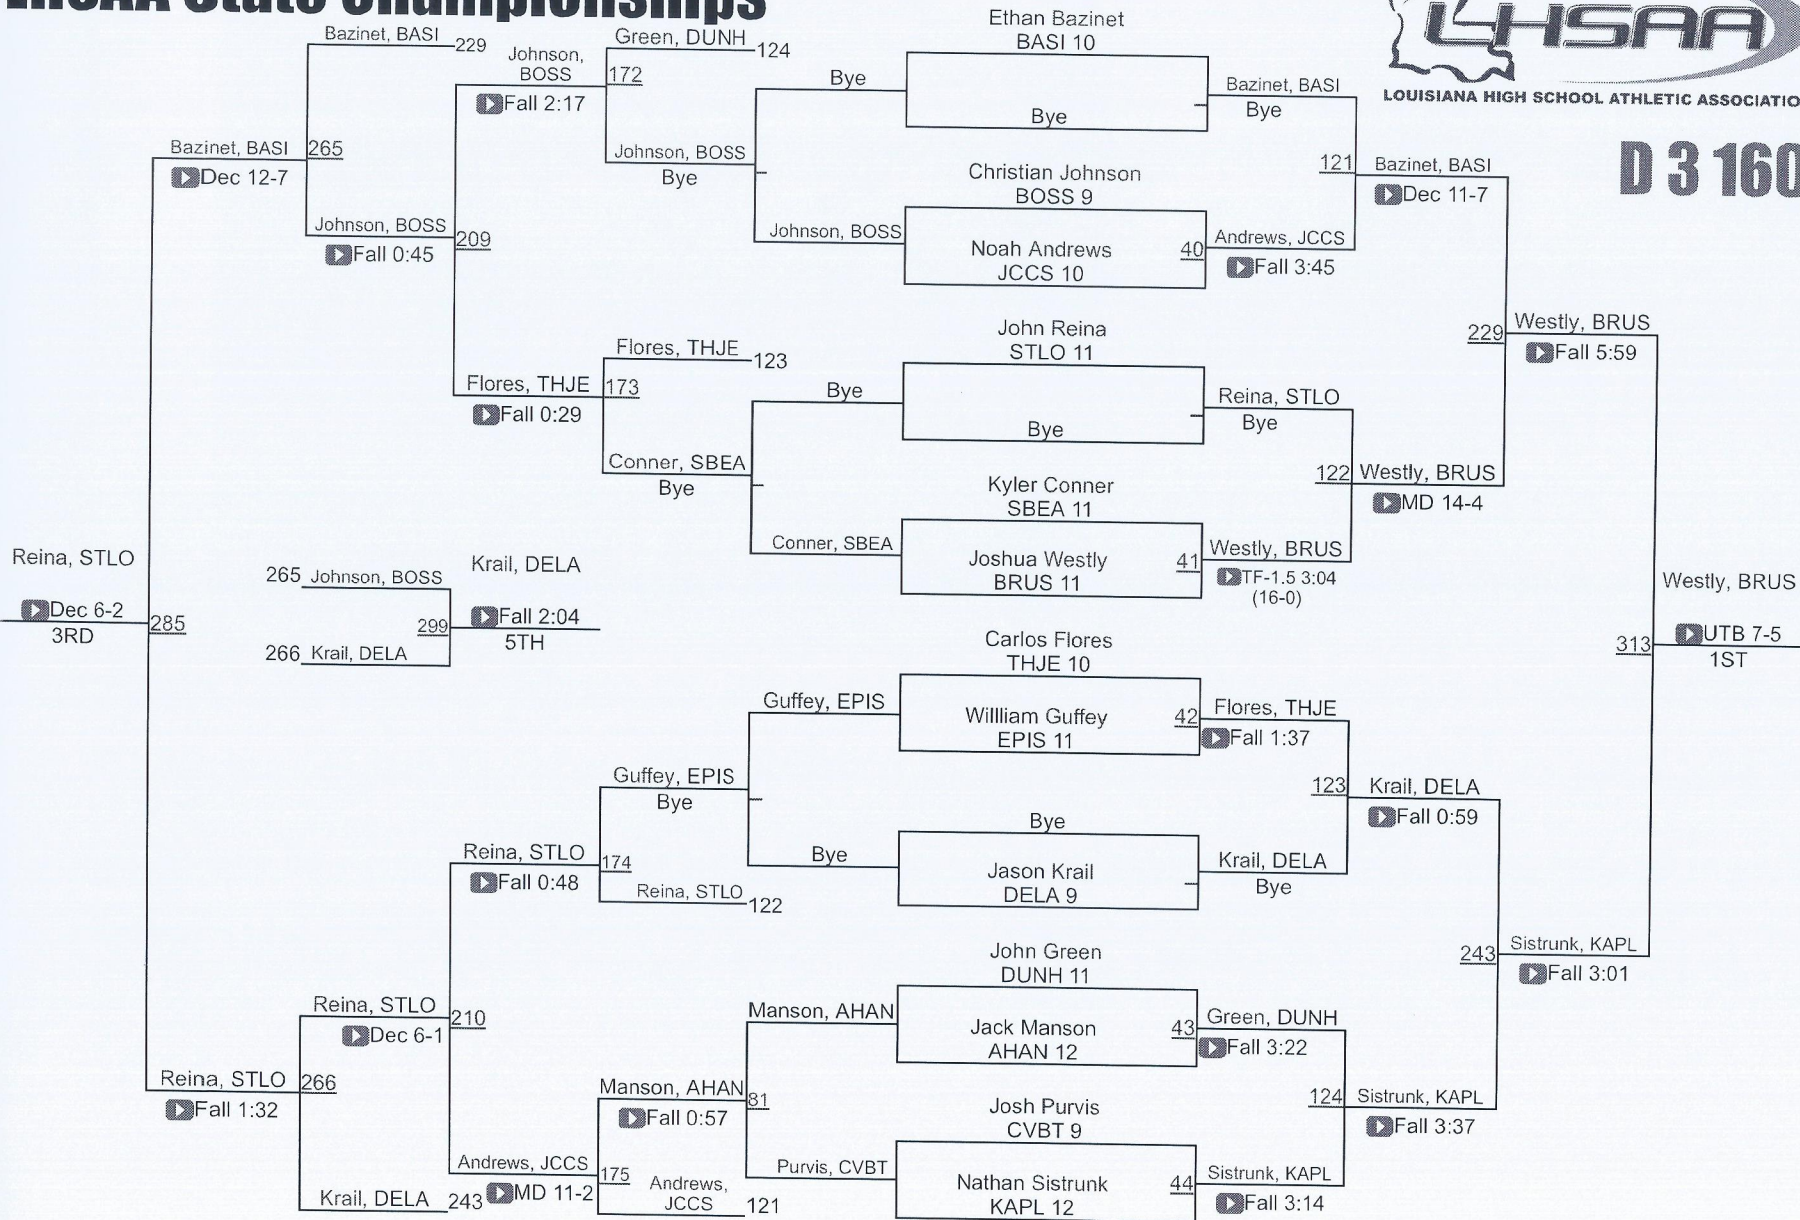 LHSAA State Championships
LHSAA
LOUISIANA HIGH SCHOOL ATHLETIC ASSOCIATIO
D 3 160
Bazinet, BASI
229
Johnson,
BOSS
Fall 2:17
Green, DUNH
124
172
Johnson, BOSS
Bye
Bazinet, BASI
265
Dec 12-7
Johnson, BOSS
209
Fall 0:45
Flores, THJE
123
Flores, THJE
173
Fall 0:29
Conner, SBEA
Bye
Bye
Johnson, BOSS
Bye
Conner, SBEA
Ethan Bazinet
BASI 10
Bye
Christian Johnson
BOSS 9
Noah Andrews
JCCS 10
40
John Reina
STLO 11
Bye
Kyler Conner
SBEA 11
Joshua Westly
BRUS 11
41
Bazinet, BASI
Bye
121
Bazinet, BASI
Dec 11-7
Andrews, JCCS
Fall 3:45
Reina, STLO
Bye
122
Westly, BRUS
MD 14-4
Westly, BRUS
TF-1.5 3:04
(16-0)
229
Westly, BRUS
Fall 5:59
Reina, STLO
Dec 6-2
3RD
285
265 Johnson, BOSS
266 Krail, DELA
299
Krail, DELA
Fall 2:04
5TH
Westly, BRUS
313
UTB 7-5
1ST
Carlos Flores
THJE 10
Willliam Guffey
EPIS 11
42
Bye
Jason Krail
DELA 9
John Green
DUNH 11
Jack Manson
AHAN 12
43
Josh Purvis
CVBT 9
Nathan Sistrunk
KAPL 12
44
Guffey, EPIS
Bye
Guffey, EPIS
Bye
Reina, STLO
174
Fall 0:48
Reina, STLO
122
Reina, STLO
210
Dec 6-1
Reina, STLO
266
Fall 1:32
Manson, AHAN
Manson, AHAN
81
Fall 0:57
Purvis, CVBT
Andrews, JCCS
175
MD 11-2
Andrews,
JCCS
121
Krail, DELA
243
Flores, THJE
Fall 1:37
123
Krail, DELA
Fall 0:59
Krail, DELA
Bye
243
Sistrunk, KAPL
Fall 3:01
Green, DUNH
Fall 3:22
124
Sistrunk, KAPL
Fall 3:37
Sistrunk, KAPL
Fall 3:14